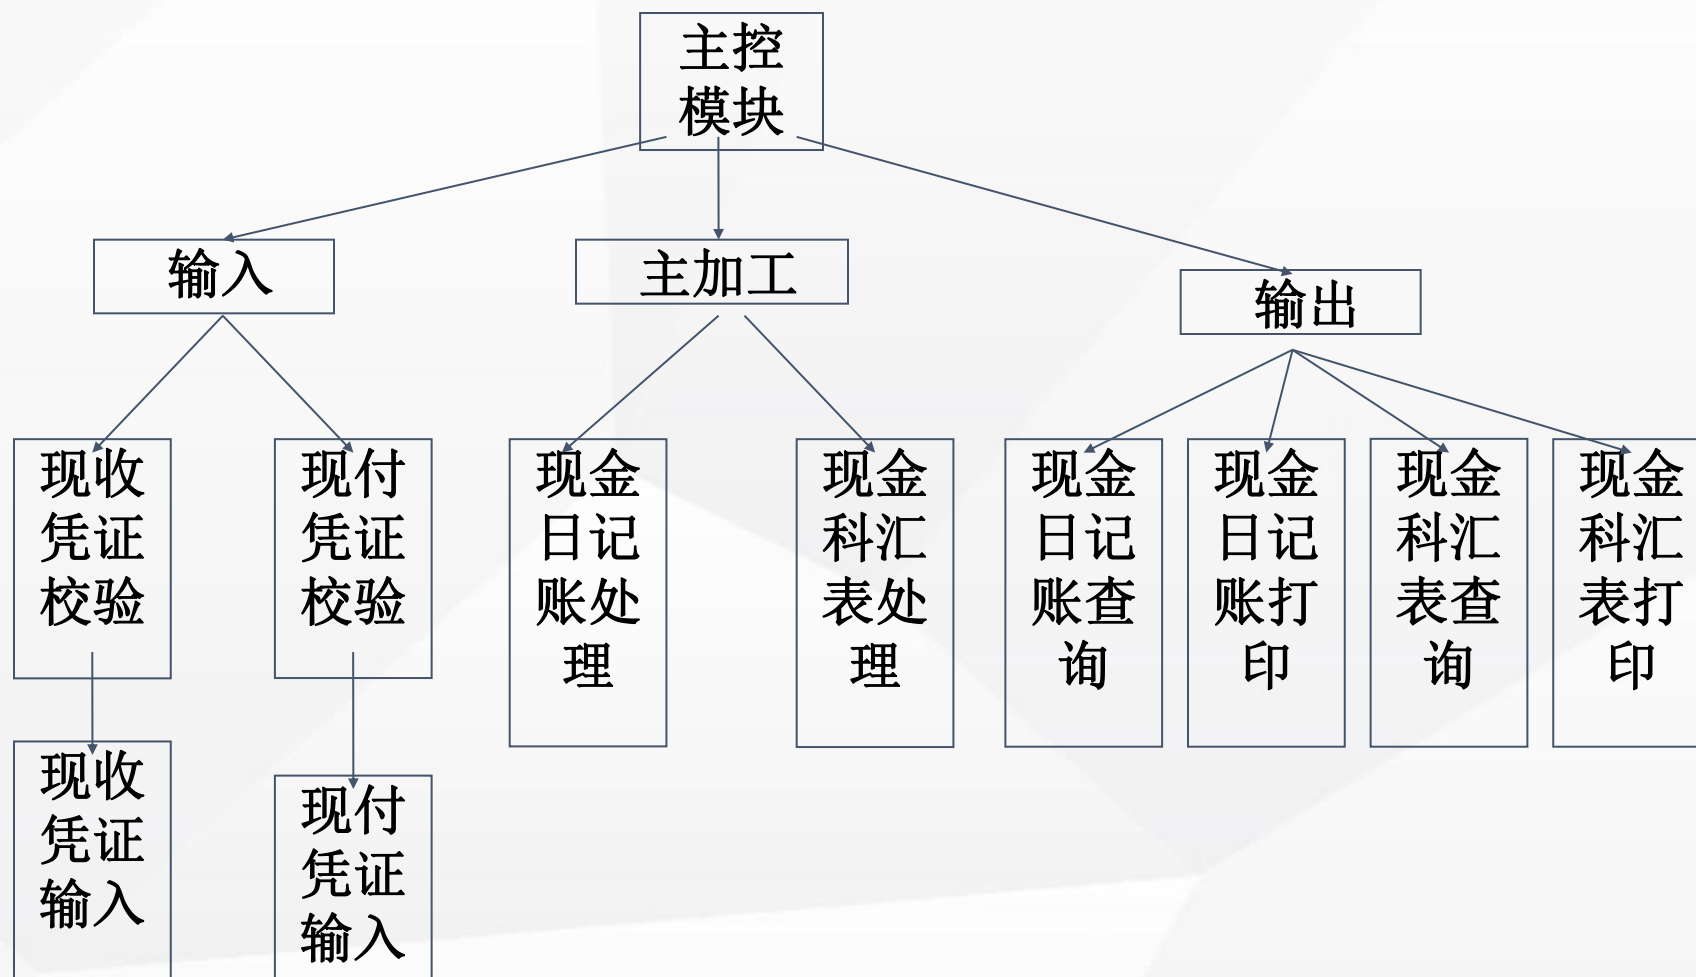 主控
模块
输入
主加工
输出
现收
凭证
校验
现付
凭证
校验
现金
日记
账处
理
现金
科汇
表处
理
现金
日记
账查
询
现金
日记
账打
印
现金
科汇
表查
询
现金
科汇
表打
印
现收
凭证
输入
现付
凭证
输入